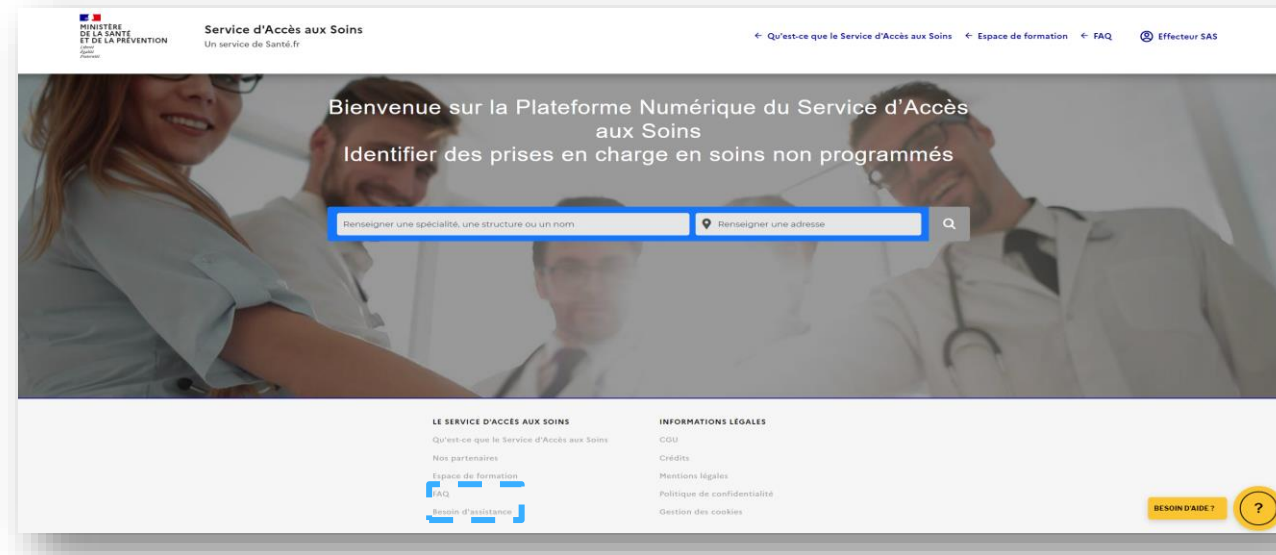 MINISTÈRE
DE LA SANTÉ
ET DE LA PRÉVENTION
Liberté
Égalité
Fraternité
Service d'Accès aux Soins
Un service de Santé.fr
← Qu'est-ce que le Service d'Accès aux Soins ← Espace de formation ← FAQ Effecteur SAS
Bienvenue sur la Plateforme Numérique du Service d'Accès
aux Soins
Identifier des prises en charge en soins non programmés
Renseigner une spécialité, une structure ou un nom Renseigner une adresse
LE SERVICE D'ACCÈS AUX SOINS
Qu'est-ce que le Service d'Accès aux Soins
Nos partenaires
Espace de formation
FAQ
Besoin d'assistance
INFORMATIONS LÉGALES
CGU
Crédits
Mentions légales
Politique de confidentialité
Gestion des cookies
BESOIN D'AIDE ? ?